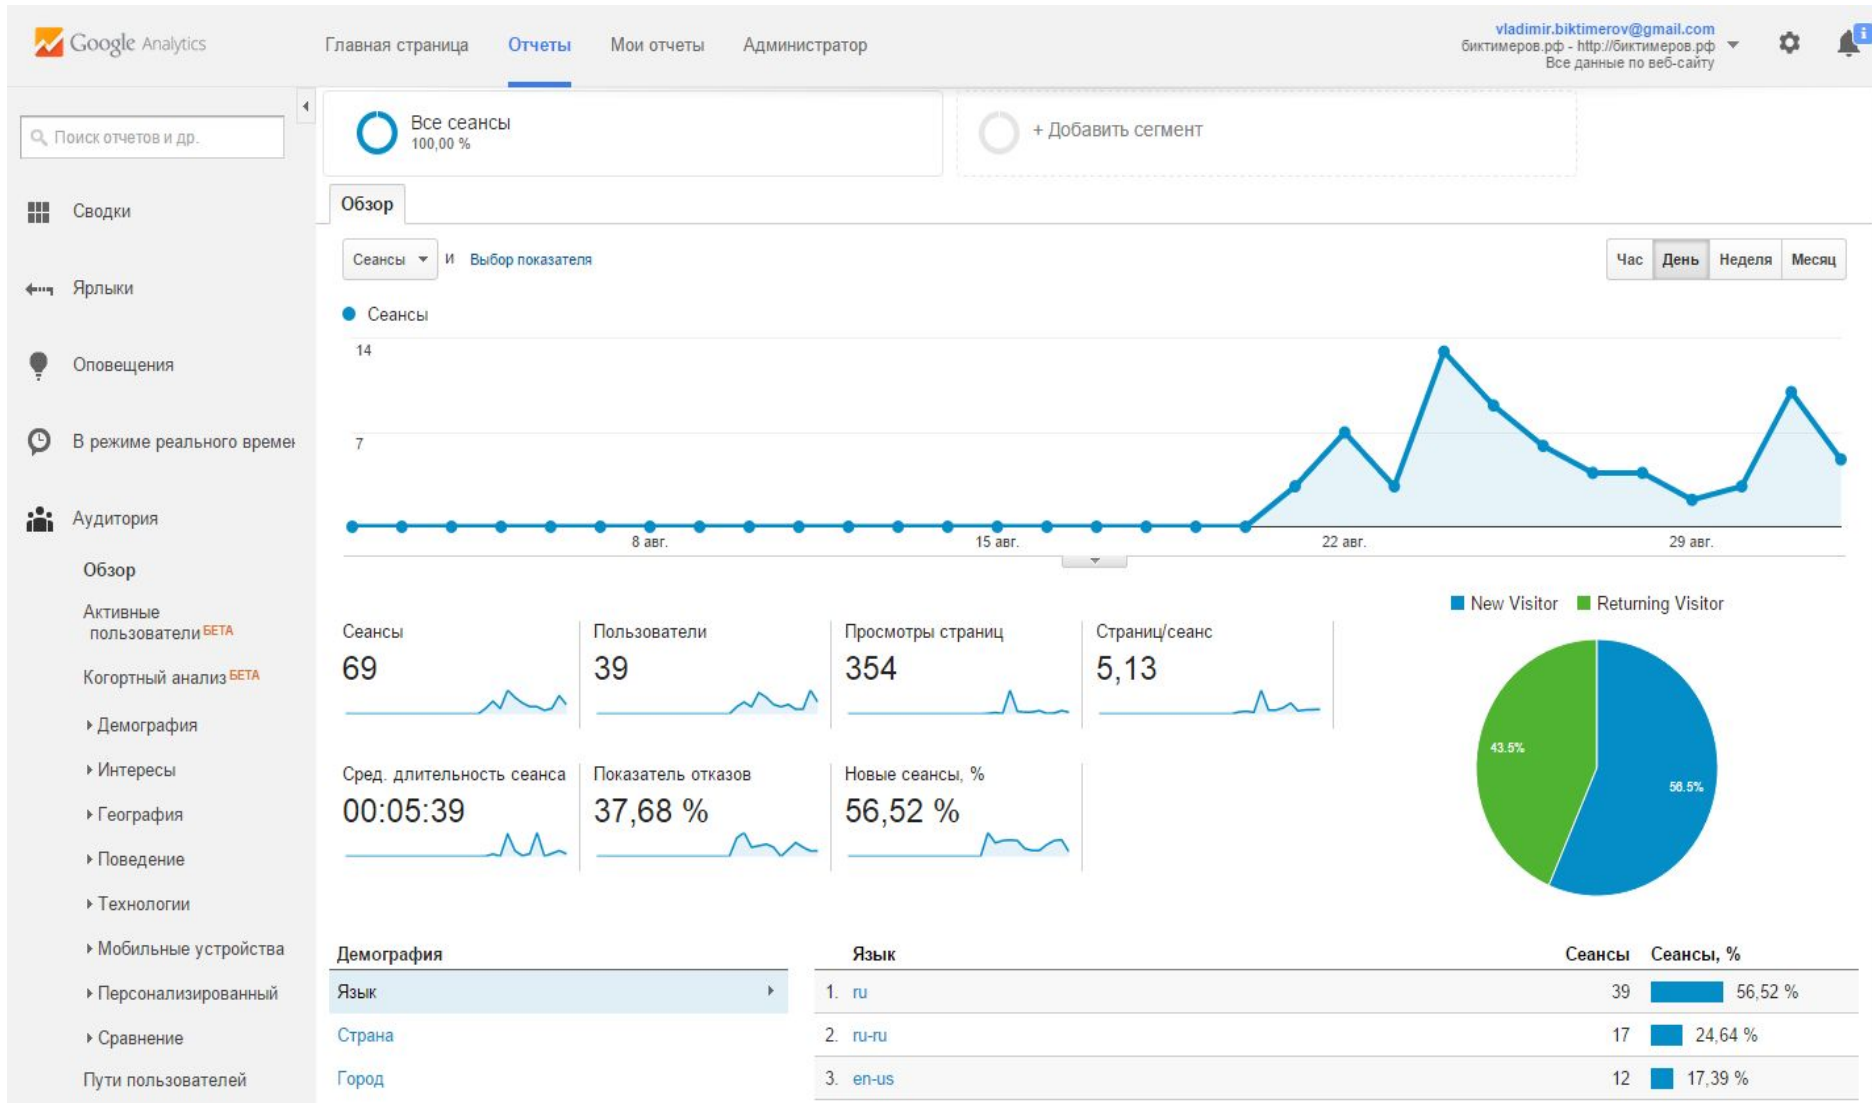 Google Analytics
Главная страница
Отчеты
Мои отчеты
Администратор
vladimir.biktimerov@gmail.com
биктимеров.рф - http://биктимеров.рф
Все данные по веб-сайту
Поиск отчетов и др.
Сводки
Ярлыки
Оповещения
В режиме реального времен
Аудитория
Обзор
Активные
пользователи БЕТА
Когортный анализ БЕТА
Демография
Интересы
География
Поведение
Технологии
Мобильные устройства
Персонализированный
Сравнение
Пути пользователей
Все сеансы
100,00 %
+ Добавить сегмент
Обзор
Сеансы и Выбор показателя
Час День Неделя Месяц
Сеансы
14
7
8 авг. 15 авг. 22 авг. 29 авг.
Сеансы
69
Пользователи
39
Просмотры страниц
354
Страниц/сеанс
5,13
Сред. длительность сеанса
00:05:39
Показатель отказов
37,68 %
Новые сеансы, %
56,52 %
New Visitor Returning Visitor
43.5%
56.5%
Демография
Язык
Страна
Город
Язык Сеансы Сеансы, %
1. ru 39 56,52 %
2. ru-ru 17 24,64 %
3. en-us 12 17,39 %